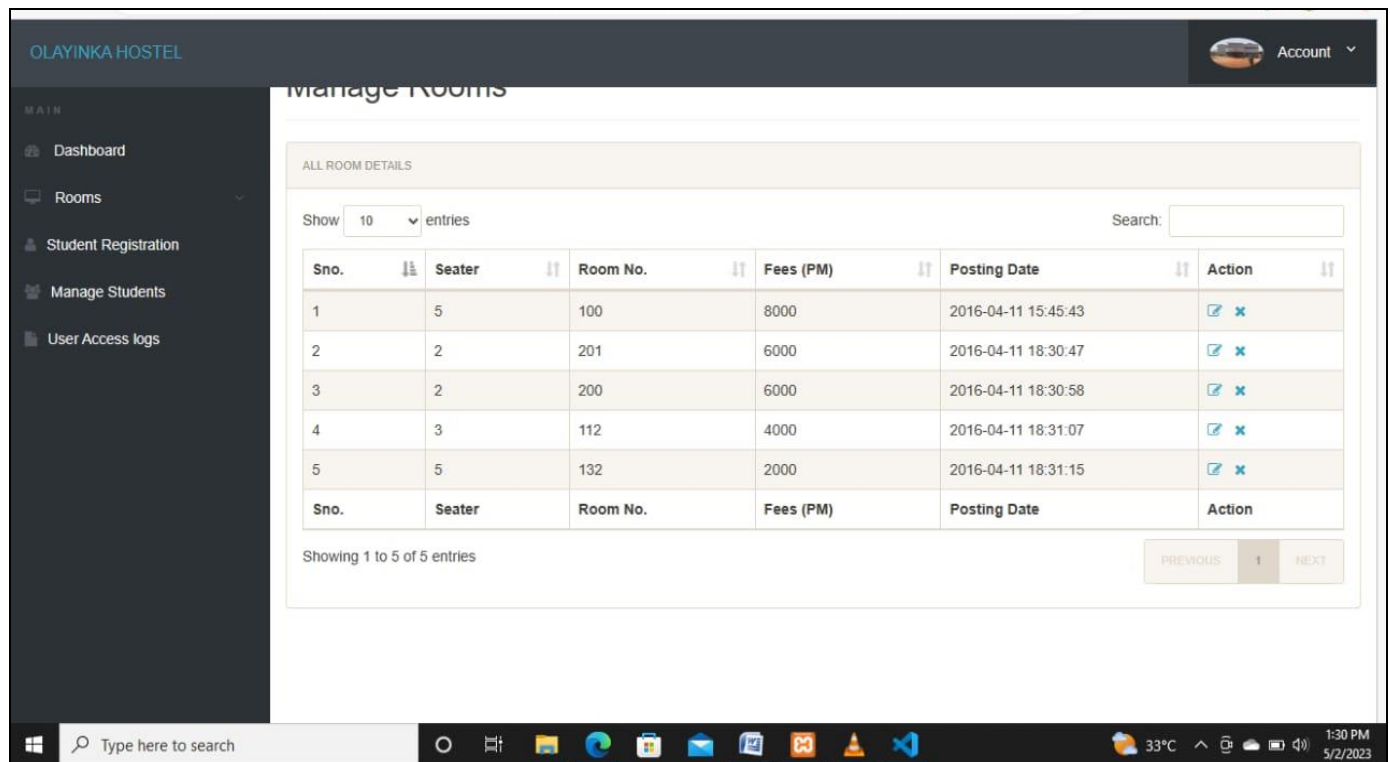 OLAYINKA HOSTEL
Account
MAIN
Dashboard
Rooms
Student Registration
Manage Students
User Access logs
Manage Rooms
ALL ROOM DETAILS
Show 10 entries Search:
Sno. Seater Room No. Fees (PM) Posting Date Action
1 5 100 8000 2016-04-11 15:45:43
2 2 201 6000 2016-04-11 18:30:47
3 2 200 6000 2016-04-11 18:30:58
4 3 112 4000 2016-04-11 18:31:07
5 5 132 2000 2016-04-11 18:31:15
Sno. Seater Room No. Fees (PM) Posting Date Action
Showing 1 to 5 of 5 entries
PREVIOUS 1 NEXT
Type here to search
33°C
1:30 PM
5/2/2023